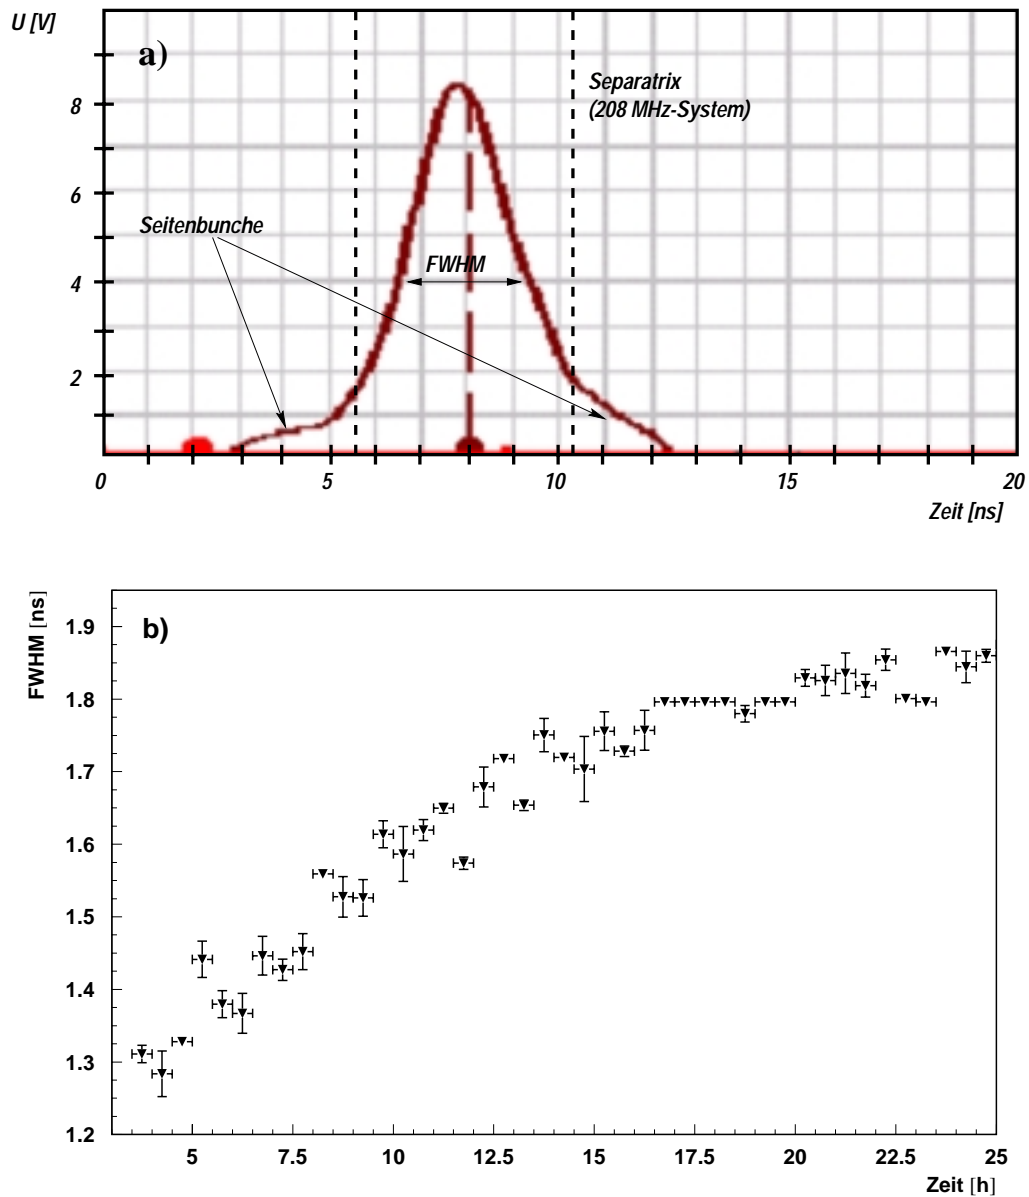 U [V]
a)
Separatrix
(208 MHz-System)
8
6
Seitenbunche
FWHM
4
2
0 5 10 15 20
Zeit [ns]
FWHM [ns]
b)
1.9
1.8
1.7
1.6
1.5
1.4
1.3
1.2
5 7.5 10 12.5 15 17.5 20 22.5 25
Zeit [h]